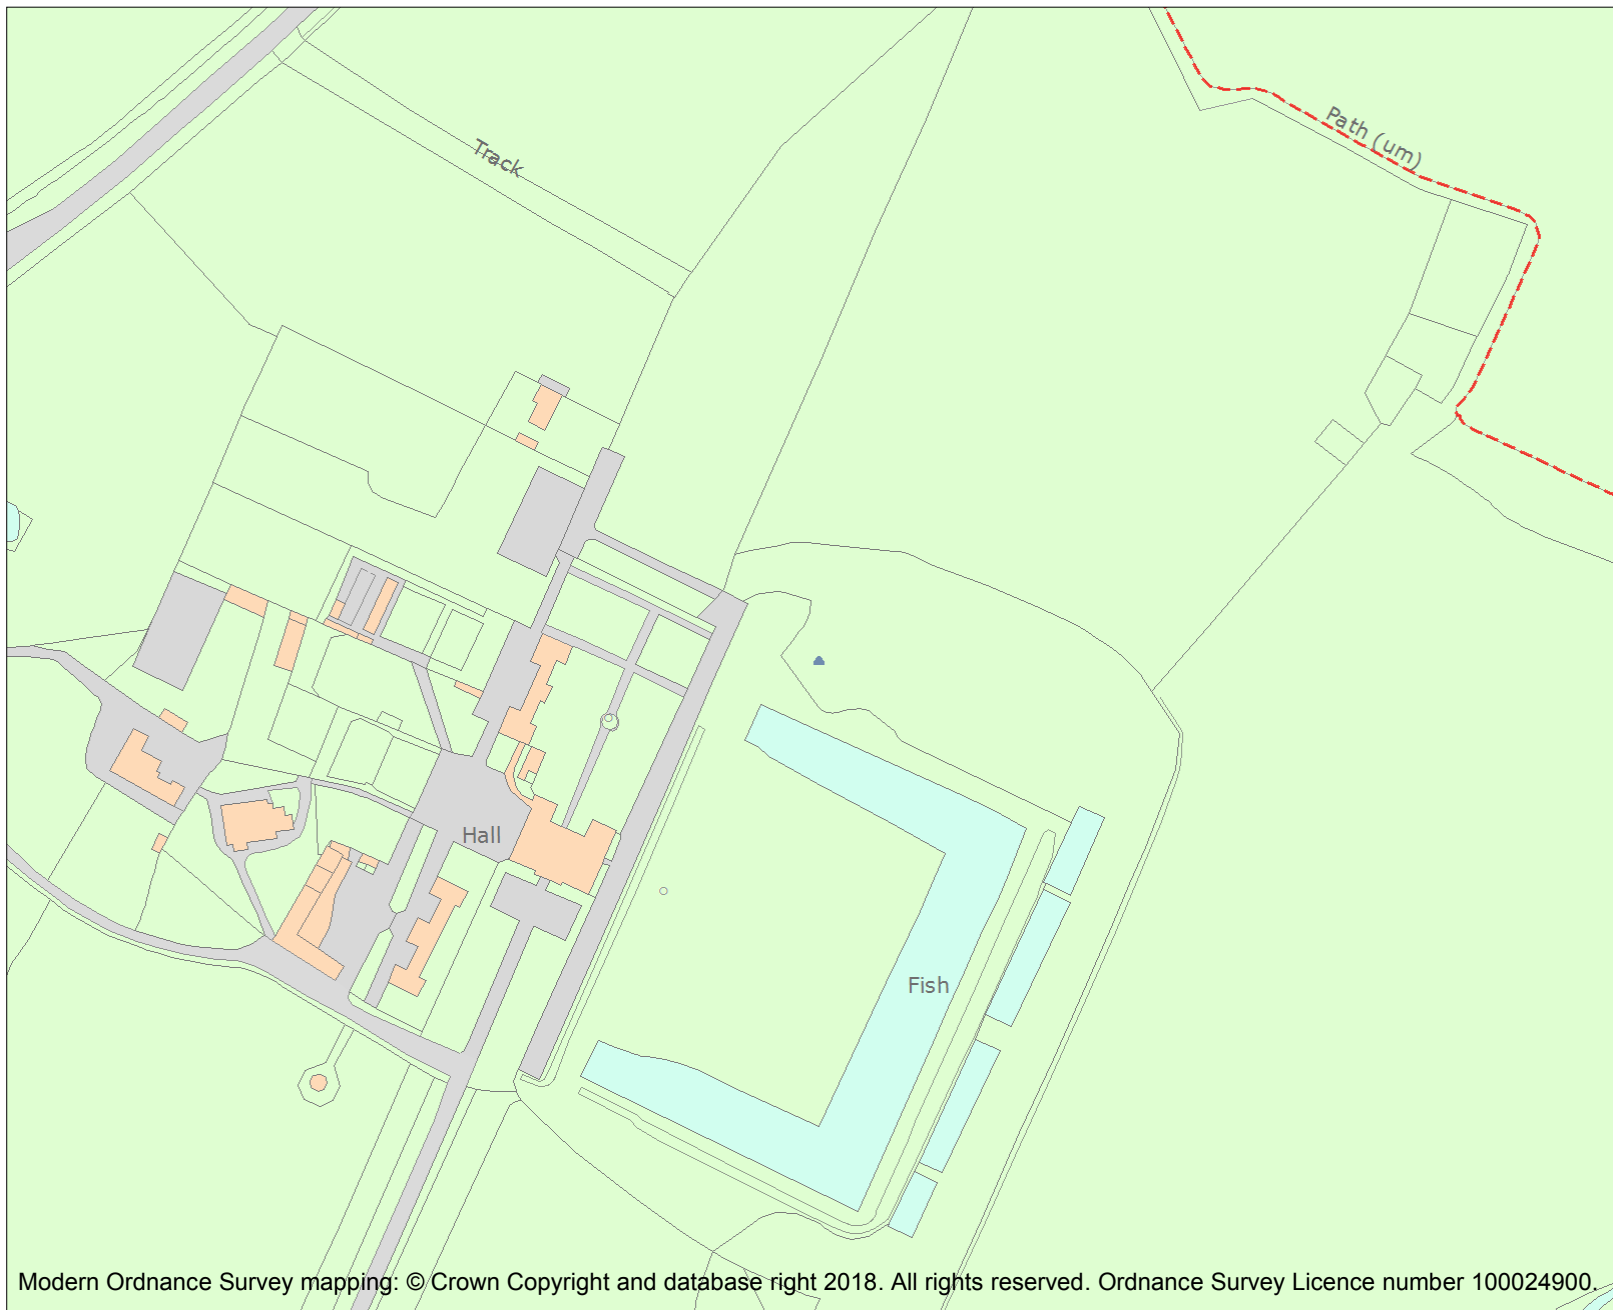 Path (um)
Track
Hall
Fish
Modern Ordnance Survey mapping: © Crown Copyright and database right 2018. All rights reserved. Ordnance Survey Licence number 100024900.